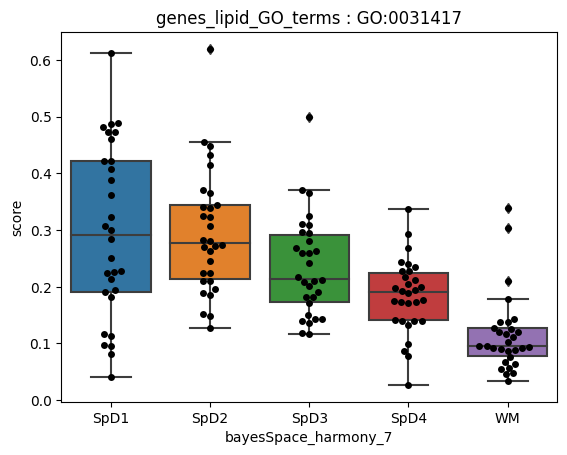 genes_lipid_GO_terms : GO:0031417
score
0.6
0.5
0.4
0.3
0.2
0.1
0.0
SpD1 SpD2 SpD3 SpD4 WM
bayesSpace_harmony_7